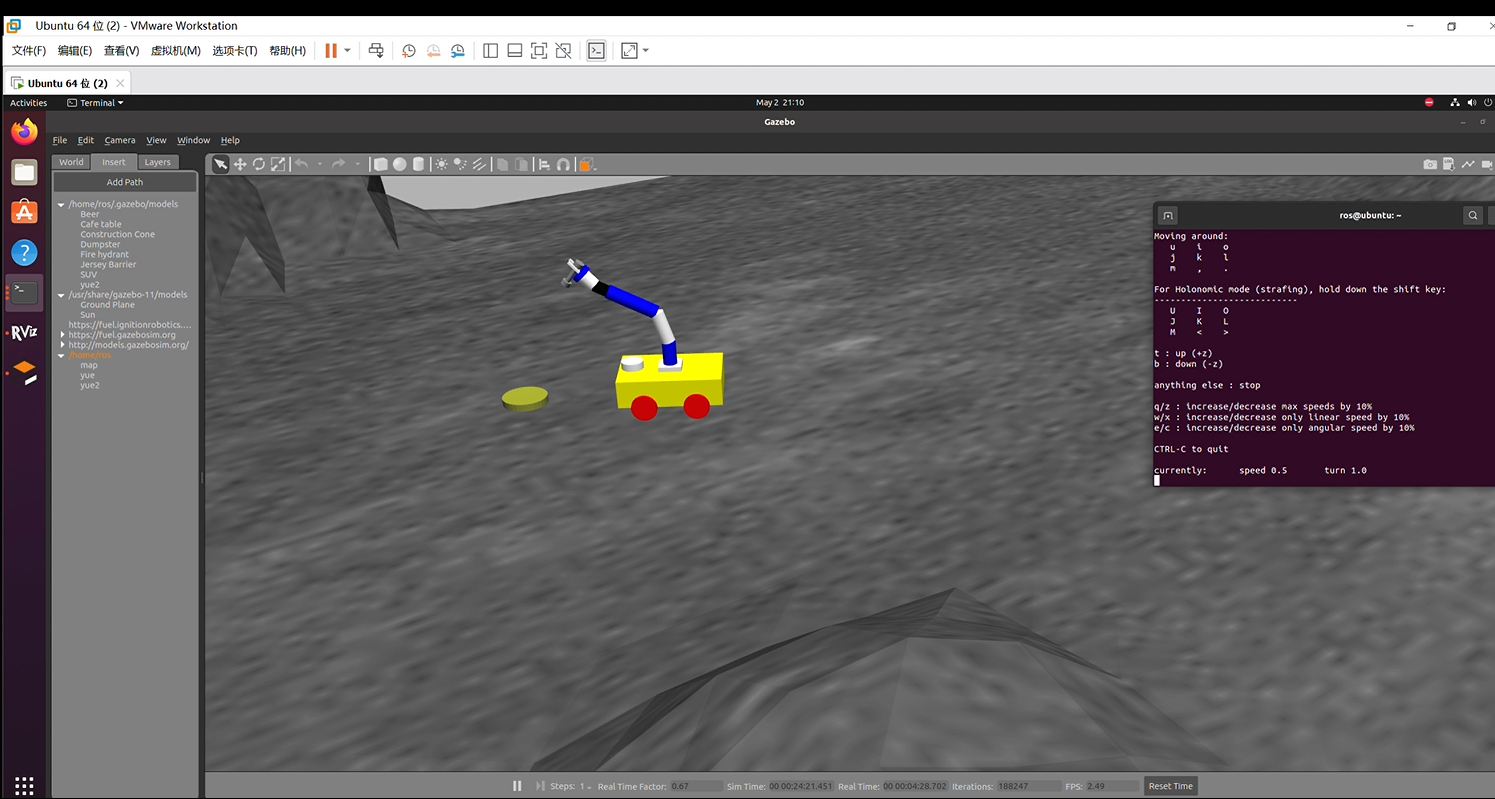 Ubuntu 64 位 (2) - VMware Workstation
文件(F) 编辑(E) 查看(V) 虚拟机(M) 选项卡(T) 帮助(H)
Ubuntu 64 位 (2)
Activities Terminal May 2 21:10
Gazebo
File Edit Camera View Window Help
World Insert Layers
Add Path
/home/ros/.gazebo/models
Beer
Cafe table
Construction Cone
Dumpster
Fire hydrant
Jersey Barrier
SUV
yue2
/usr/share/gazebo-11/models
Ground Plane
Sun
https://fuel.ignitionrobotics....
https://fuel.gazebosim.org
http://models.gazebosim.org/
/home/ros
map
yue
yue2
RViz
ros@ubuntu: ~
Moving around:
u i o
j k l
m , .
For Holonomic mode (strafing), hold down the shift key:
---------------------------
U I O
J K L
M < >
t : up (+z)
b : down (-z)
anything else : stop
q/z : increase/decrease max speeds by 10%
w/x : increase/decrease only linear speed by 10%
e/c : increase/decrease only angular speed by 10%
CTRL-C to quit
currently: speed 0.5 turn 1.0
Steps: 1 Real Time Factor: 0.67 Sim Time: 00 00:24:21.451 Real Time: 00 00:04:28.702 Iterations: 188247 FPS: 2.49 Reset Time